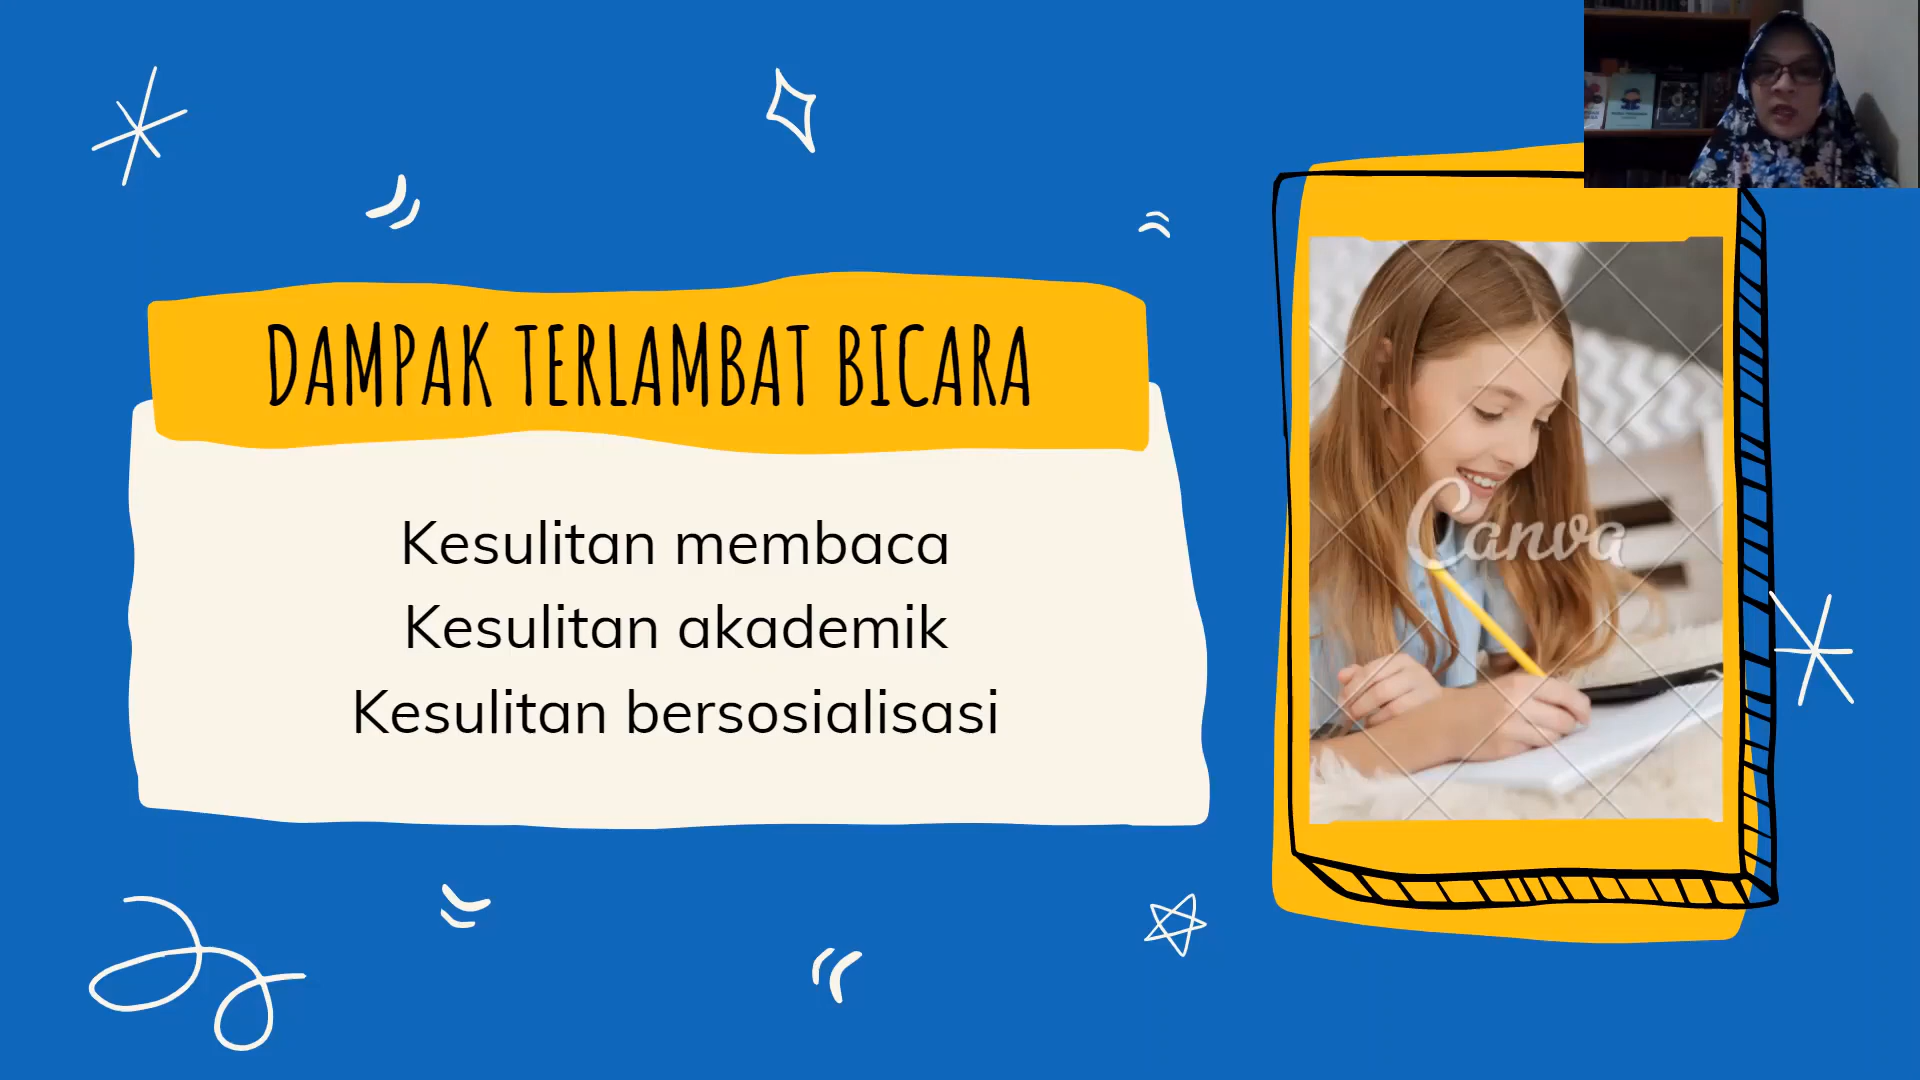 DAMPAK TERLAMBAT BICARA
Kesulitan membaca
Kesulitan akademik
Kesulitan bersosialisasi
Canva